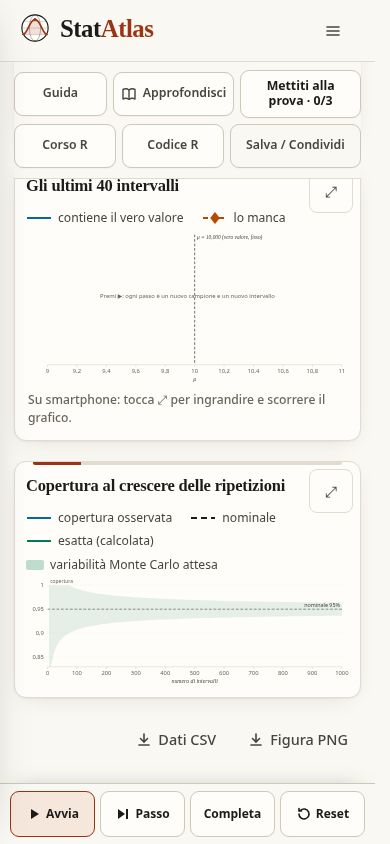 StatAtlas
Guida
Approfondisci
Mettiti alla
prova · 0/3
Corso R
Codice R
Salva / Condividi
Gli ultimi 40 intervalli
contiene il vero valore
lo manca
μ = 10,000 (vero valore, fisso)
Premi ▶: ogni passo è un nuovo campione e un nuovo intervallo
9 9,2 9,4 9,6 9,8 10 10,2 10,4 10,6 10,8 11
μ
Su smartphone: tocca ⤢ per ingrandire e scorrere il
grafico.
Copertura al crescere delle ripetizioni
copertura osservata
nominale
esatta (calcolata)
variabilità Monte Carlo attesa
copertura
1
nominale 95%
0,95
0,9
0,85
0 100 200 300 400 500 600 700 800 900 1000
numero di intervalli
Dati CSV
Figura PNG
Avvia
Passo
Completa
Reset